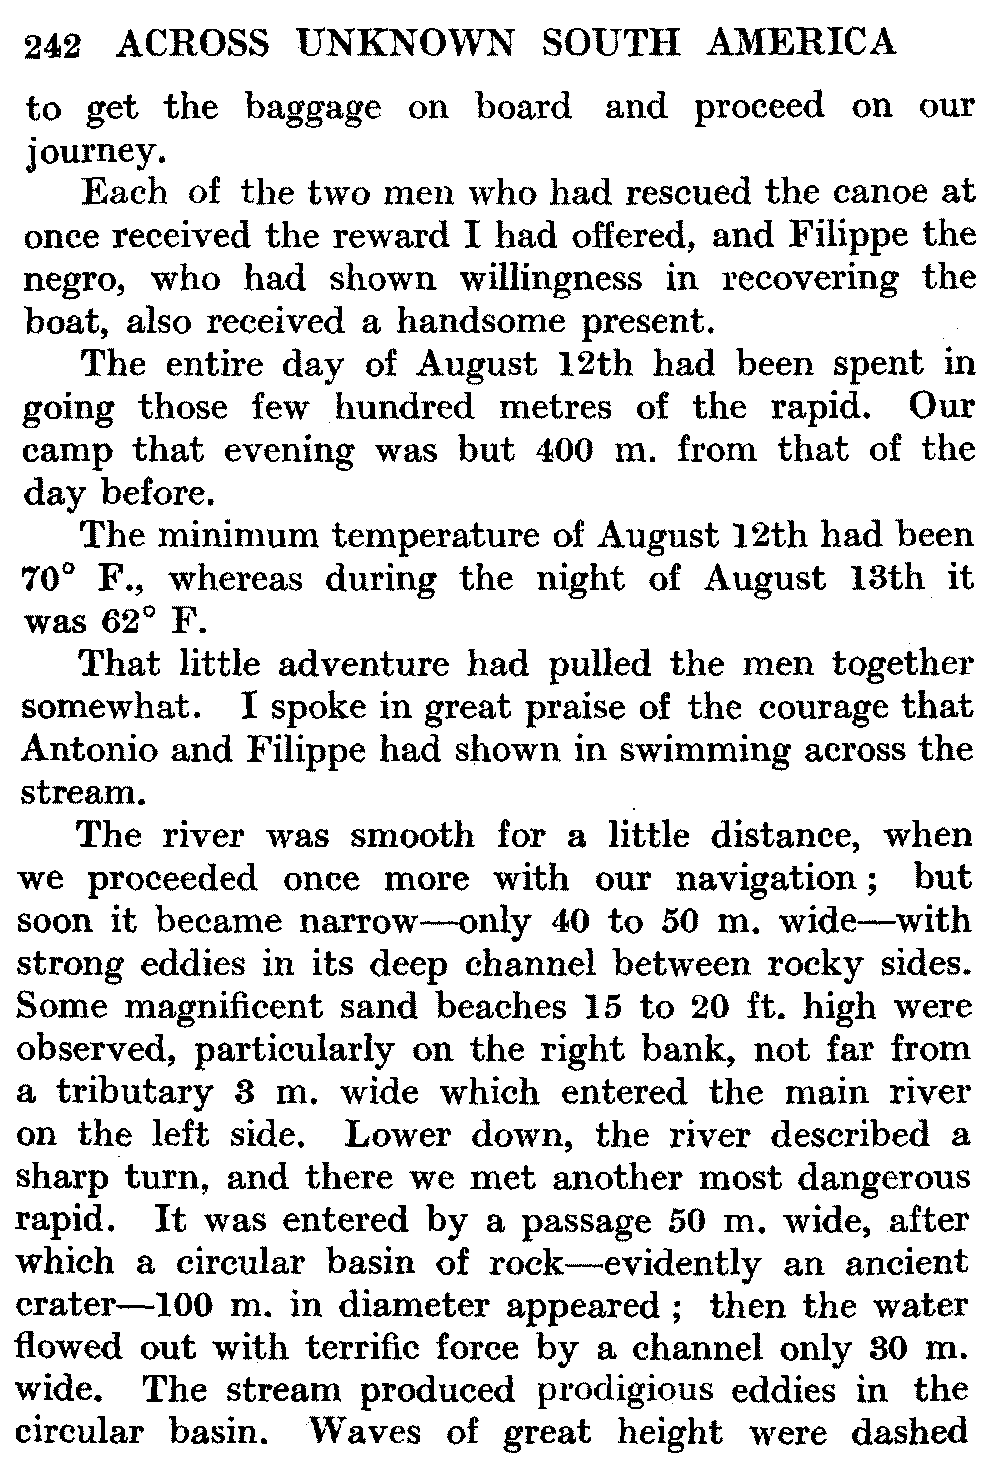 242 ACROSS UNKNOWN SOUTH AMERICA
to get the baggage on board and proceed on our
journey.
Each of the two men who had rescued the canoe at
once received the reward I had offered, and Filippe the
negro, who had shown willingness in recovering the
boat, also received a handsome present.
The entire day of August 12th had been spent in
going those few hundred metres of the rapid. Our
camp that evening was but 400 m. from that of the
day before.
The minimum temperature of August 12th had been
70° F., whereas during the night of August 13th it
was 62° F.
That little adventure had pulled the men together
somewhat. I spoke in great praise of the courage that
Antonio and Filippe had shown in swimming across the
stream.
The river was smooth for a little distance, when
we proceeded once more with our navigation; but
soon it became narrow—only 40 to 50 m. wide—with
strong eddies in its deep channel between rocky sides.
Some magnificent sand beaches 15 to 20 ft. high were
observed, particularly on the right bank, not far from
a tributary 3 m. wide which entered the main river
on the left side. Lower down, the river described a
sharp turn, and there we met another most dangerous
rapid. It was entered by a passage 50 m. wide, after
which a circular basin of rock—evidently an ancient
crater—100 m. in diameter appeared; then the water
flowed out with terrific force by a channel only 30 m.
wide. The stream produced prodigious eddies in the
circular basin. Waves of great height were dashed